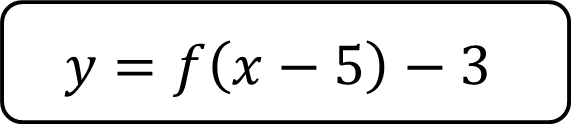 y = f(x − 5) − 3